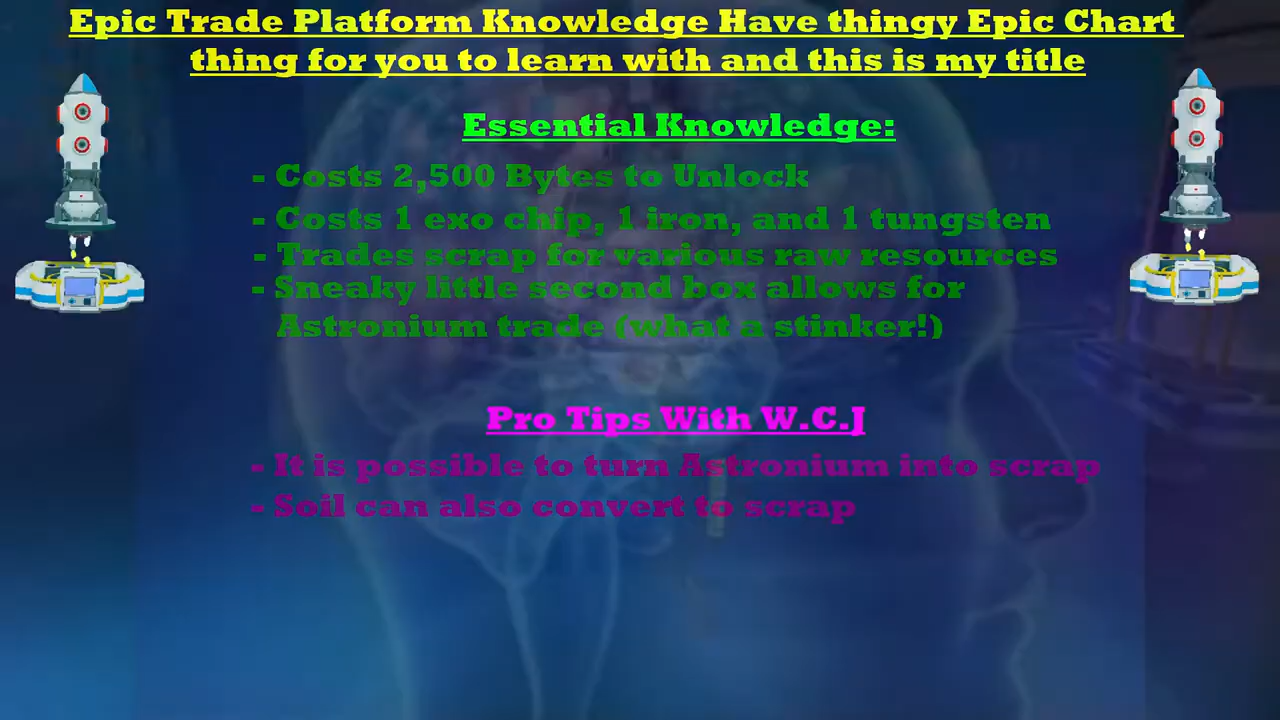 Epic Trade Platform Knowledge Have thingy Epic Chart
thing for you to learn with and this is my title
Essential Knowledge:
- Costs 2,500 Bytes to Unlock
- Costs 1 exo chip, 1 iron, and 1 tungsten
- Trades scrap for various raw resources
- Sneaky little second box allows for
Astronium trade (what a stinker!)
Pro Tips With W.C.J
- It is possible to turn Astronium into scrap
- Soil can also convert to scrap